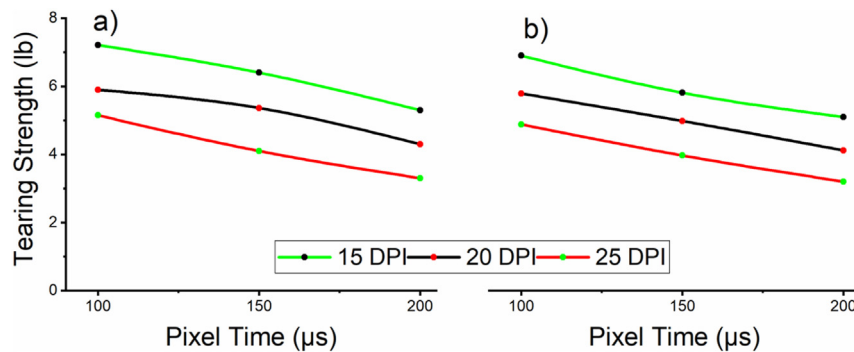 a)
b)
Tearing Strength (lb)
8
6
4
2
0
15 DPI 20 DPI 25 DPI
100 150 200 100 150 200
Pixel Time (µs) Pixel Time (µs)